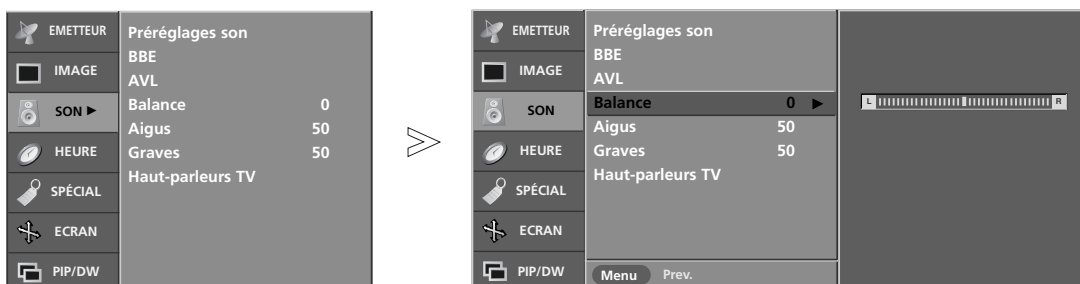 EMETTEUR
IMAGE
SON ►
HEURE
SPÉCIAL
ECRAN
PIP/DW
Préréglages son
BBE
AVL
Balance 0
Aigus 50
Graves 50
Haut-parleurs TV
EMETTEUR
IMAGE
SON
HEURE
SPÉCIAL
ECRAN
PIP/DW
Préréglages son
BBE
AVL
Balance 0 ►
Aigus 50
Graves 50
Haut-parleurs TV
Menu Prev.
L R